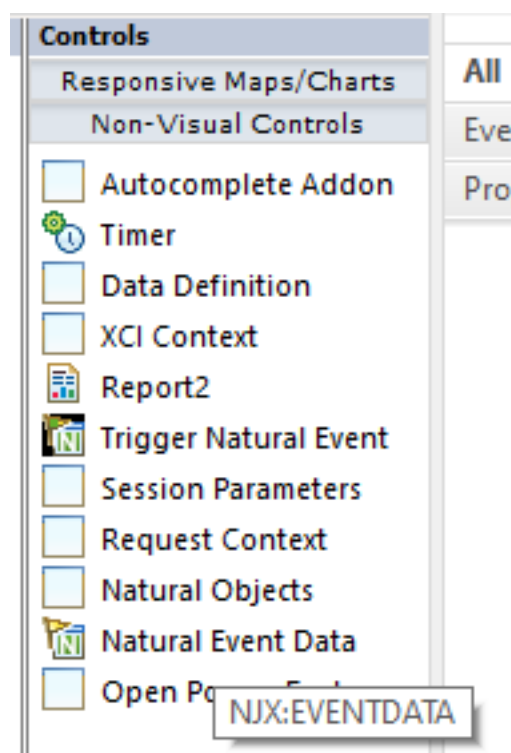 Controls
Responsive Maps/Charts
Non-Visual Controls
Autocomplete Addon
Timer
Data Definition
XCI Context
Report2
Trigger Natural Event
Session Parameters
Request Context
Natural Objects
Natural Event Data
Open
NJX:EVENTDATA
All
Eve
Pro